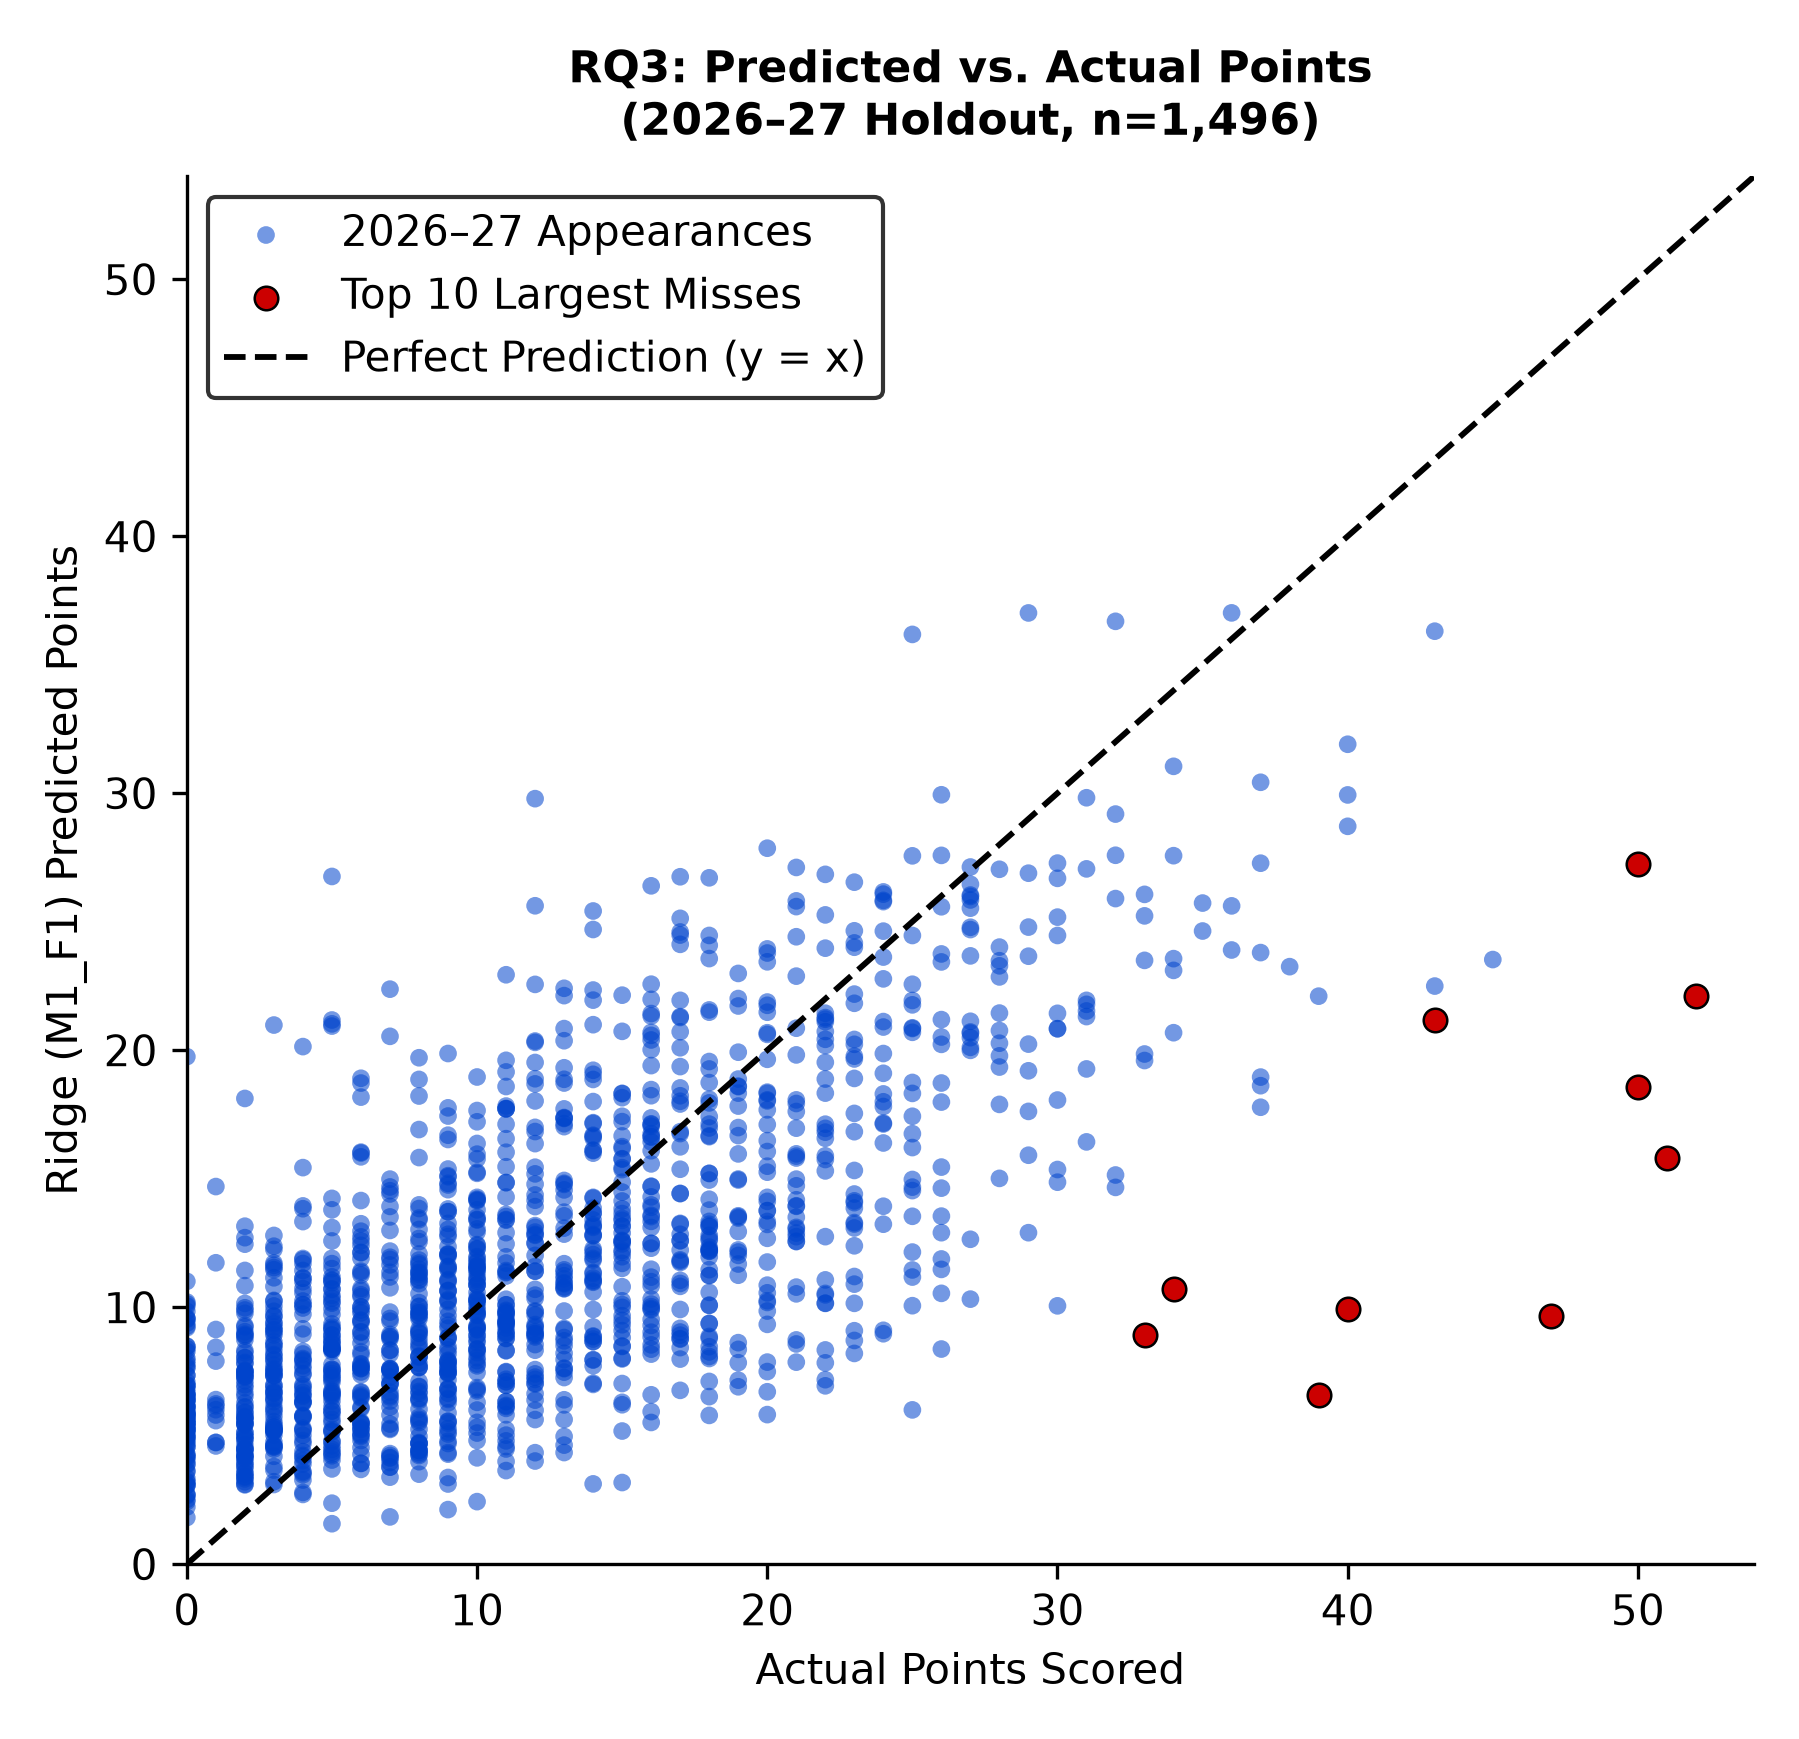 RQ3: Predicted vs. Actual Points
(2026–27 Holdout, n=1,496)
2026–27 Appearances
Top 10 Largest Misses
Perfect Prediction (y = x)
Ridge (M1_F1) Predicted Points
50
40
30
20
10
0
0 10 20 30 40 50
Actual Points Scored